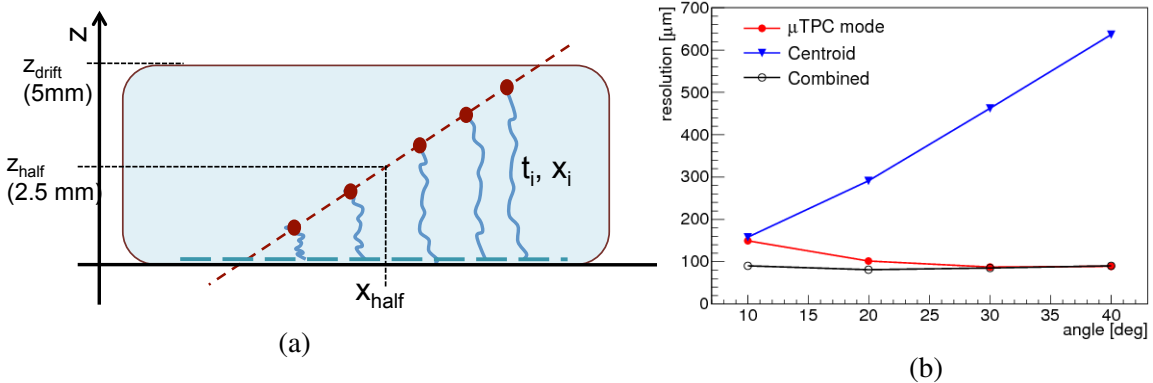 z
z_drift
(5mm)
z_half
(2.5 mm)
t_i, x_i
x_half
(a)
resolution [μm]
700
600
500
400
300
200
100
0
μTPC mode
Centroid
Combined
10
15
20
25
30
35
40
angle [deg]
(b)